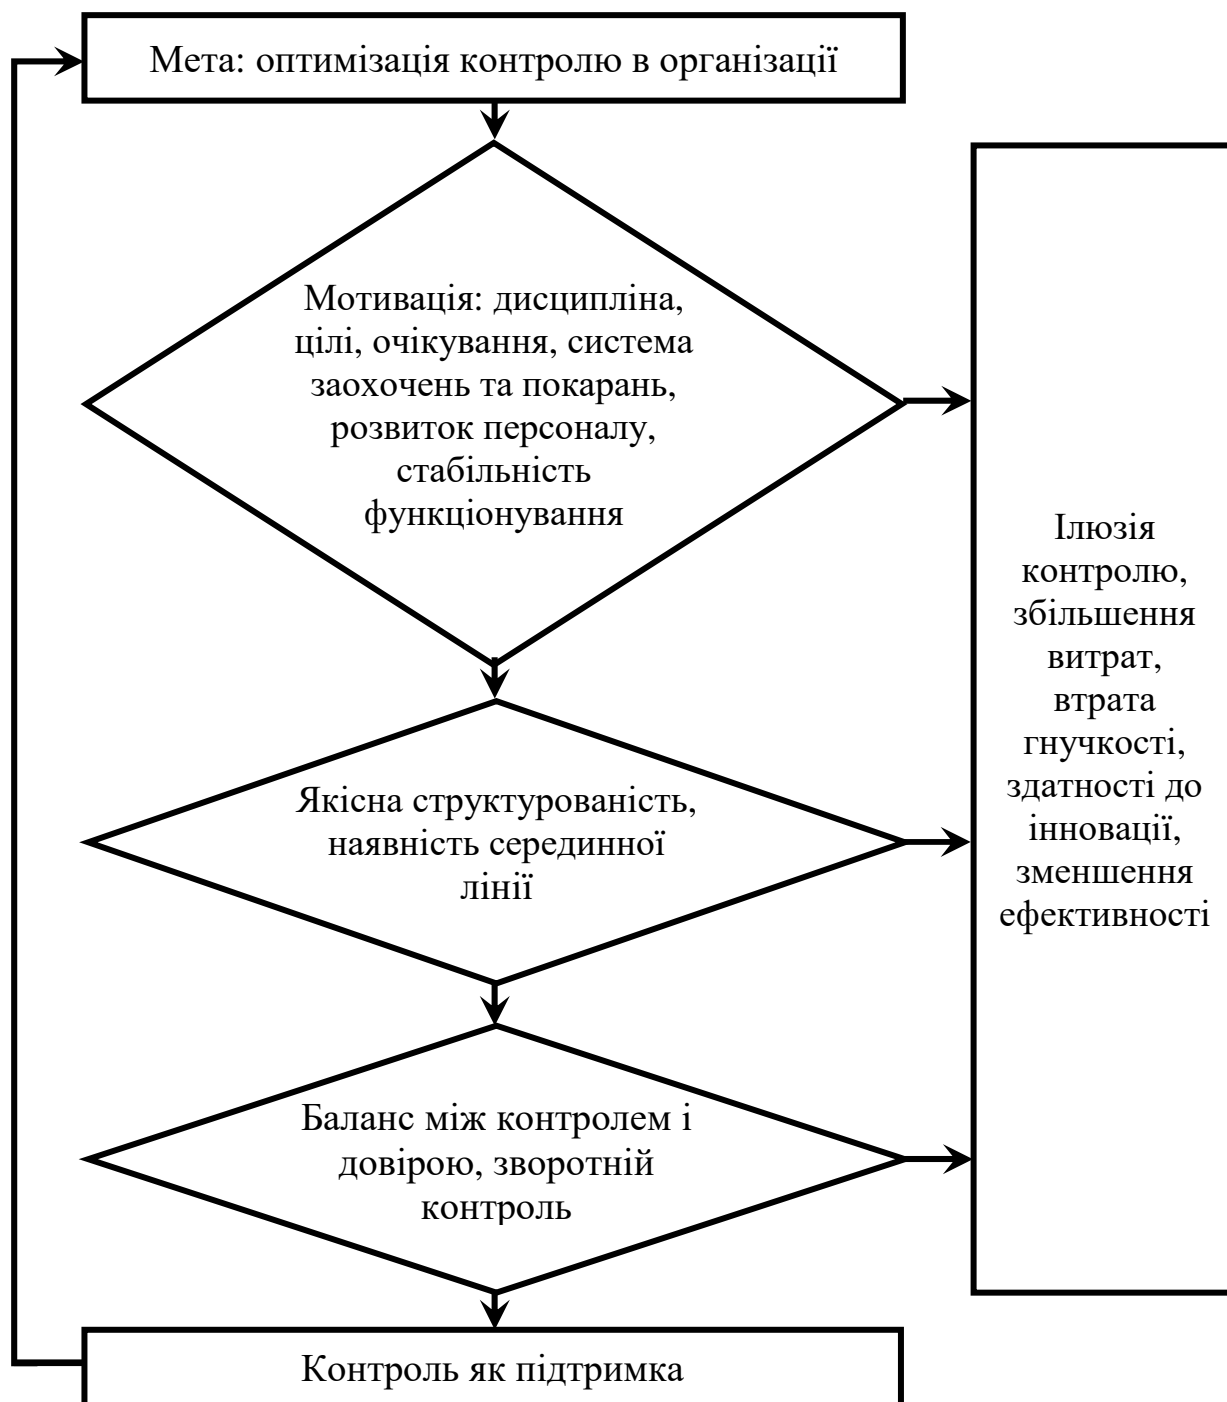 Мета: оптимізація контролю в організації
Мотивація: дисципліна,
цілі, очікування, система
заохочень та покарань,
розвиток персоналу,
стабільність
функціонування
Якісна структурованість,
наявність серединної
лінії
Баланс між контролем і
довірою, зворотній
контроль
Контроль як підтримка
Ілюзія
контролю,
збільшення
витрат,
втрата
гнучкості,
здатності до
інновації,
зменшення
ефективності